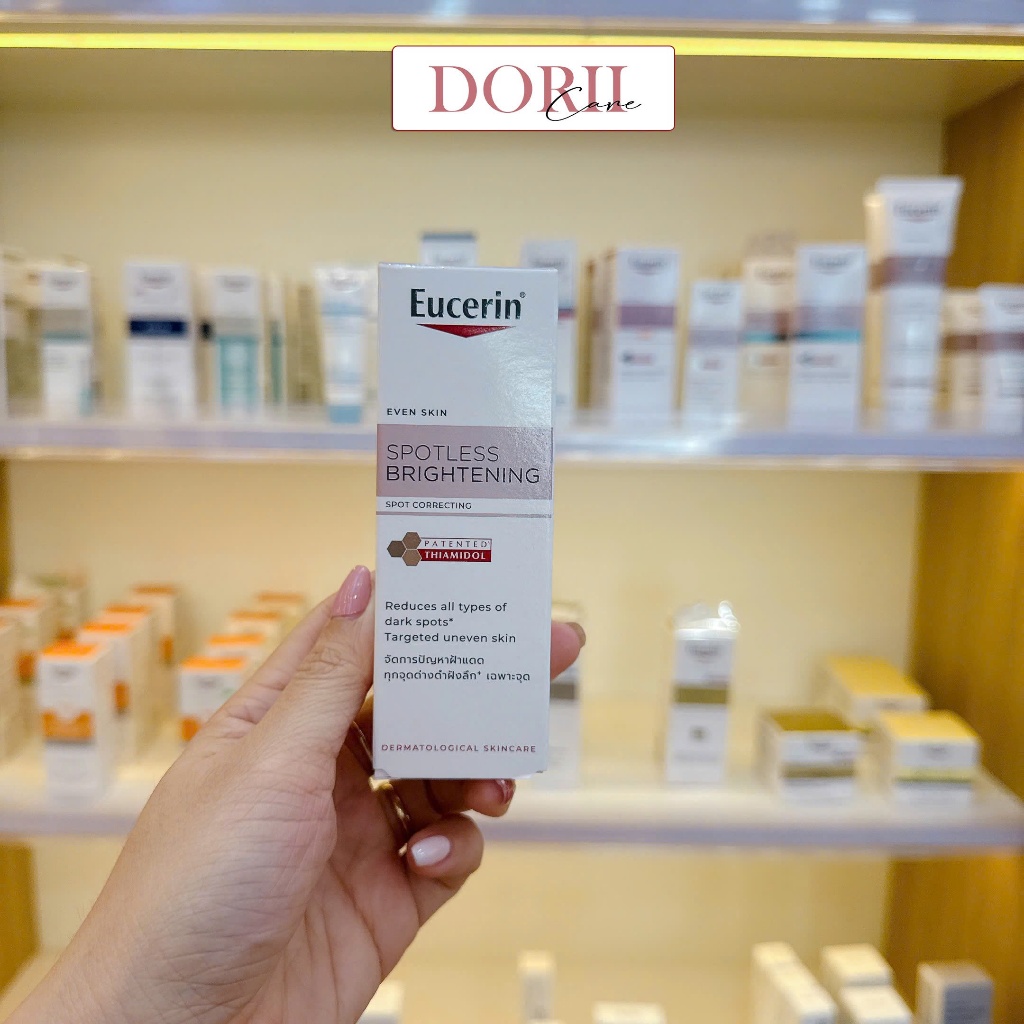 DORII
Care
Eucerin®
EVEN SKIN
SPOTLESS
BRIGHTENING
SPOT CORRECTING
PATENTED*
THIAMIDOL
Reduces all types of
dark spots*
Targeted uneven skin
จัดการปัญหาฝ้าแดด
ทุกจุดด่างดำฝังลึก⁺ เฉพาะจุด
DERMATOLOGICAL SKINCARE